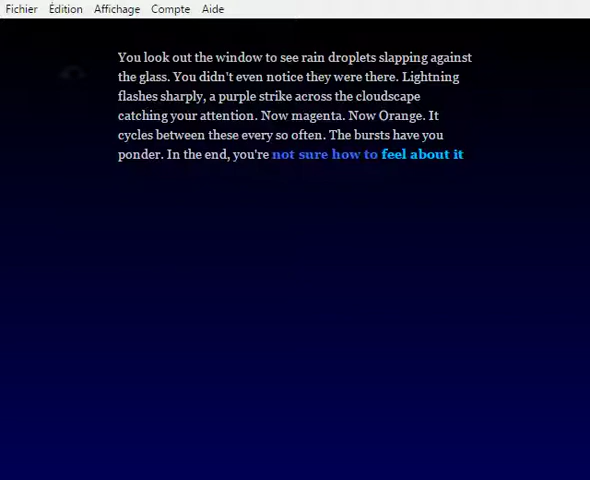 Fichier Édition Affichage Compte Aide
You look out the window to see rain droplets slapping against
the glass. You didn't even notice they were there. Lightning
flashes sharply, a purple strike across the cloudscape
catching your attention. Now magenta. Now Orange. It
cycles between these every so often. The bursts have you
ponder. In the end, you're not sure how to feel about it